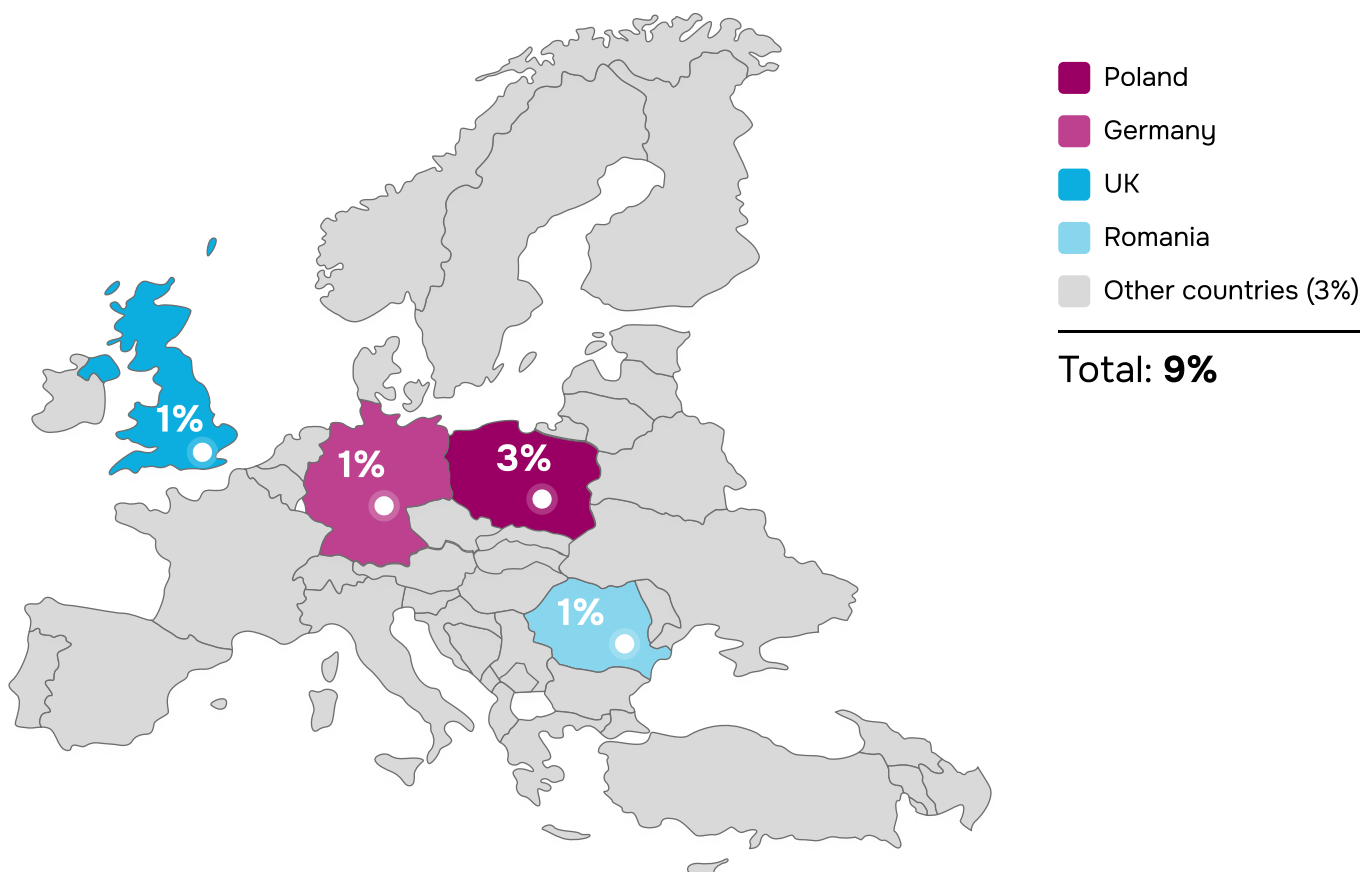 Poland
Germany
UK
Romania
Other countries (3%)
Total: 9%
1%
1%
3%
1%